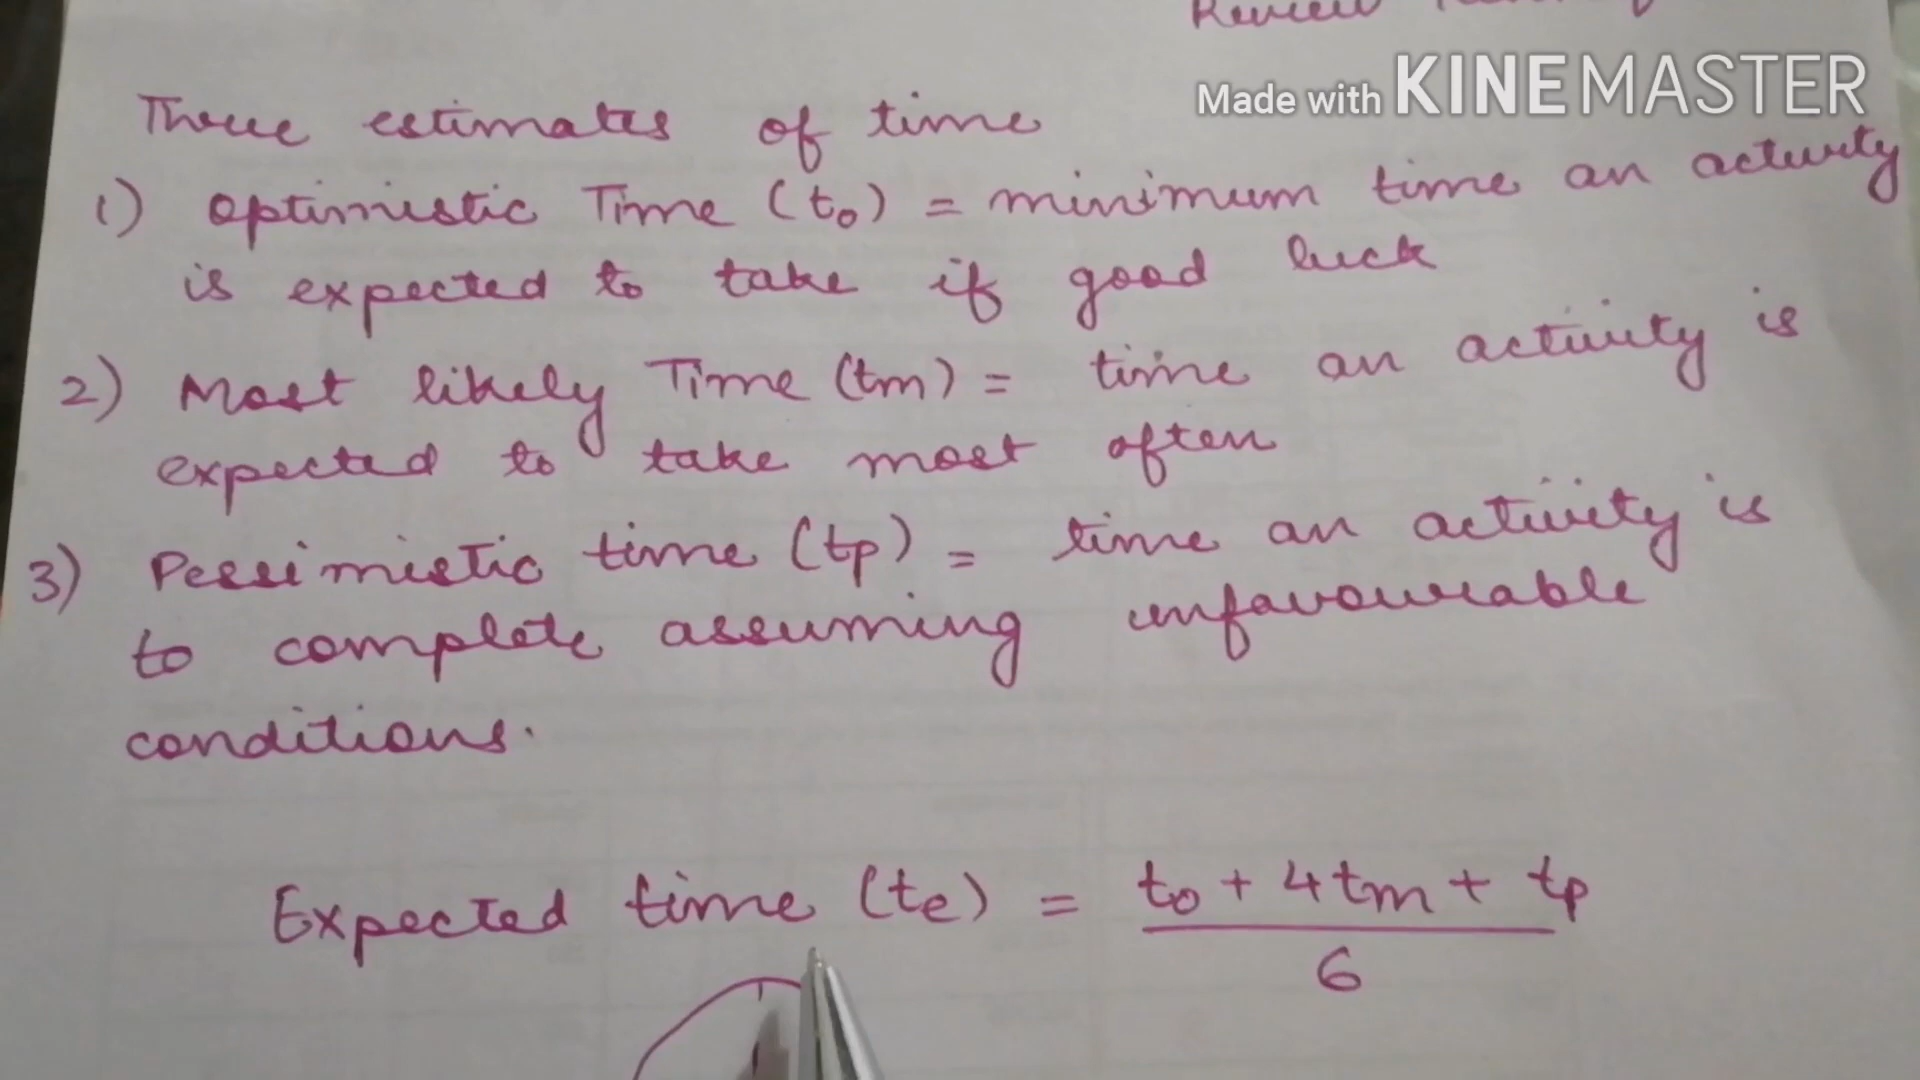 Review
Made with KINEMASTER
Three estimates of time
1) Optimistic Time (to) = minimum time an activity
is expected to take if good luck
2) Most likely Time (tm) = time an activity is
expected to take most often
3) Pessimistic time (tp) = time an activity is
to complete assuming unfavourable
conditions.
Expected time (te) = to + 4tm + tp
6